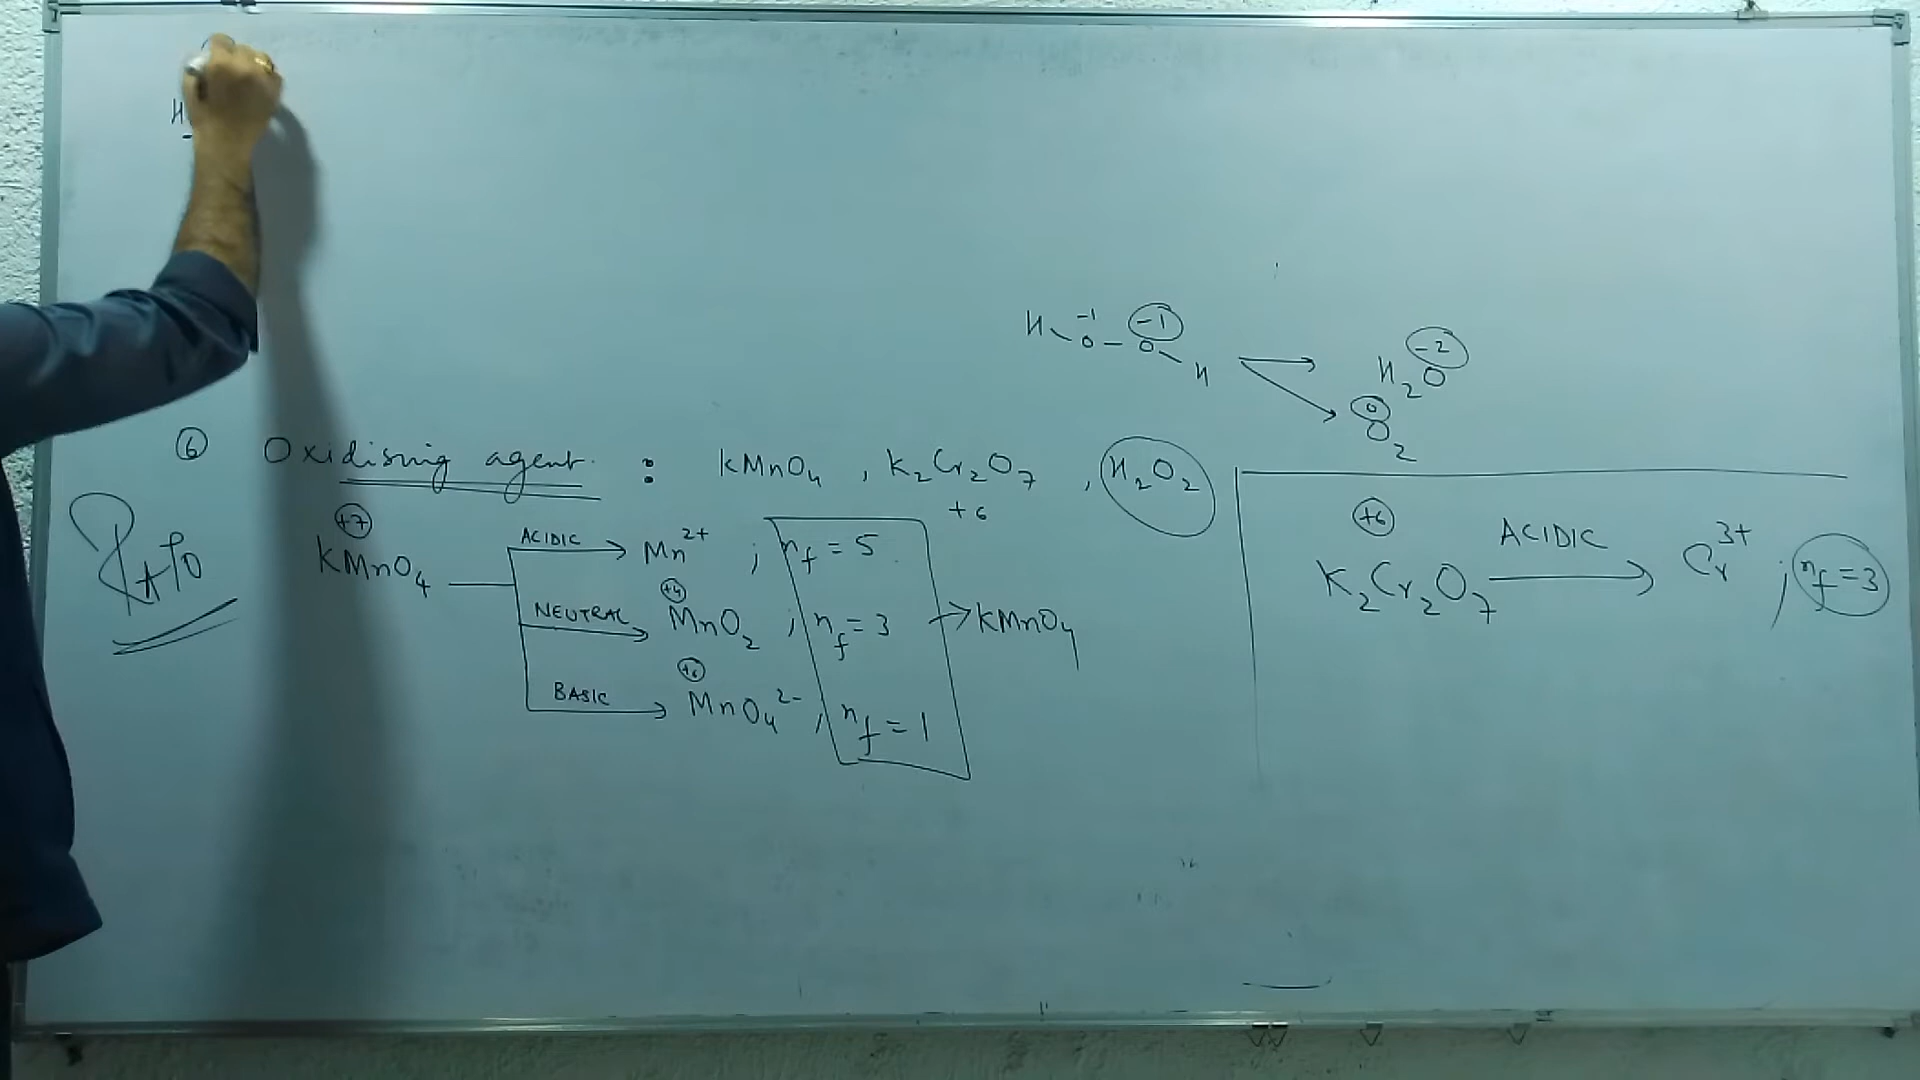 H
H -1 O - -1 O H → -2 H2O
0 O2
⑥ Oxidising agent : KMnO4 , K2Cr2O7 , H2O2
+6
RATO
+7 KMnO4
ACIDIC → Mn2+ ; nf = 5
NEUTRAL → +4 MnO2 ; nf = 3 → KMnO4
BASIC → +6 MnO4 2- , nf = 1
+6 K2Cr2O7 ACIDIC → Cr3+ ; nf = 3